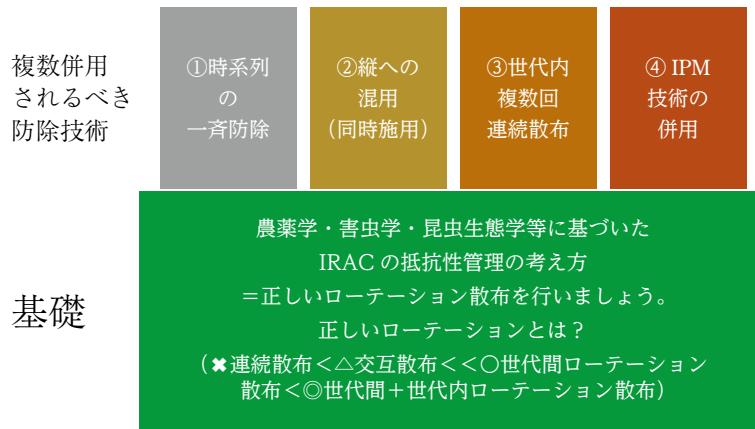 複数併用
されるべき
防除技術
①時系列
の
一斉防除
②縦への
混用
（同時施用）
③世代内
複数回
連続散布
④ IPM
技術の
併用
基礎
農薬学・害虫学・昆虫生態学等に基づいた
IRAC の抵抗性管理の考え方
＝正しいローテーション散布を行いましょう。
正しいローテーションとは？
（✖連続散布＜△交互散布＜＜〇世代間ローテーション
散布＜◎世代間＋世代内ローテーション散布）